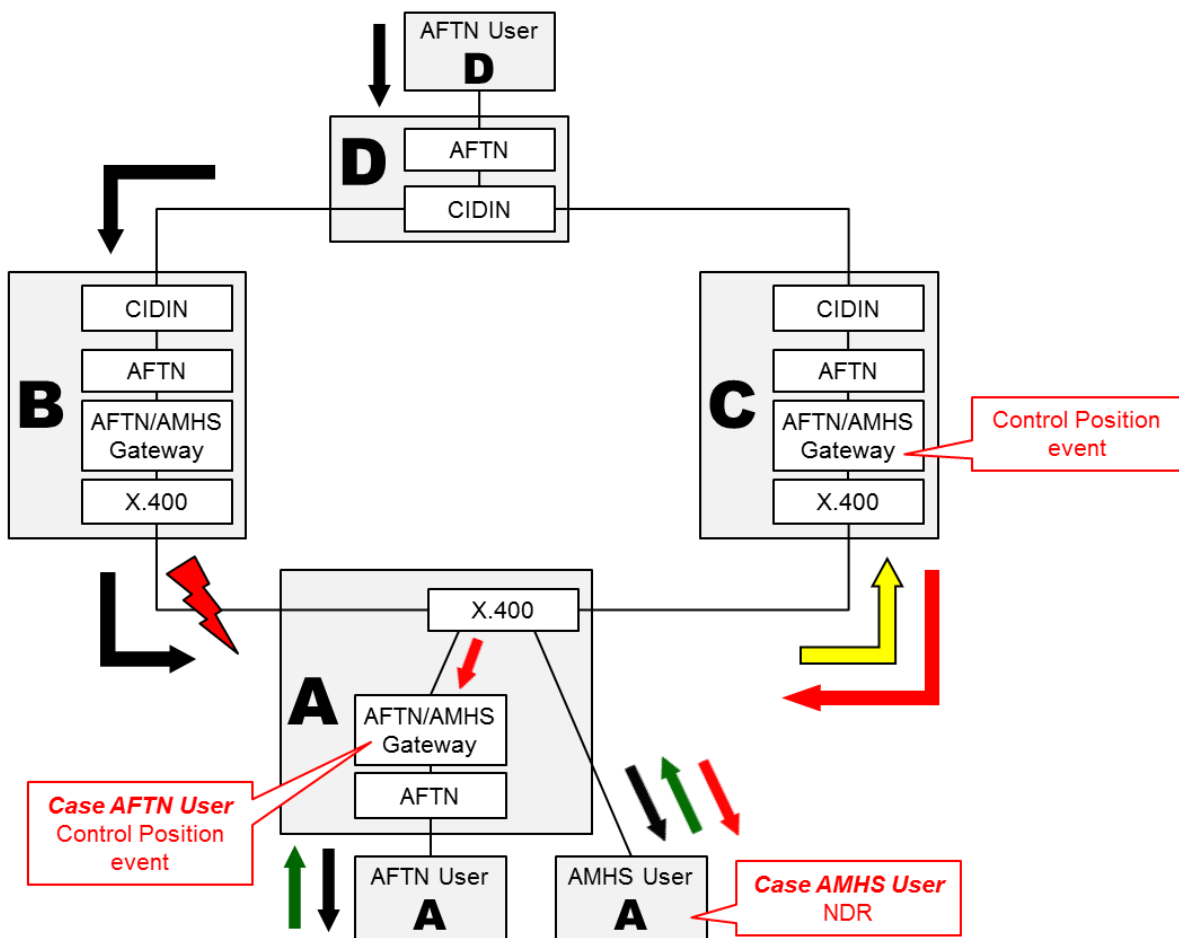 AFTN User
D
D
AFTN
CIDIN
B
CIDIN
AFTN
AFTN/AMHS
Gateway
X.400
C
CIDIN
AFTN
AFTN/AMHS
Gateway
X.400
Control Position
event
A
X.400
AFTN/AMHS
Gateway
AFTN
Case AFTN User
Control Position
event
AFTN User
A
AMHS User
A
Case AMHS User
NDR